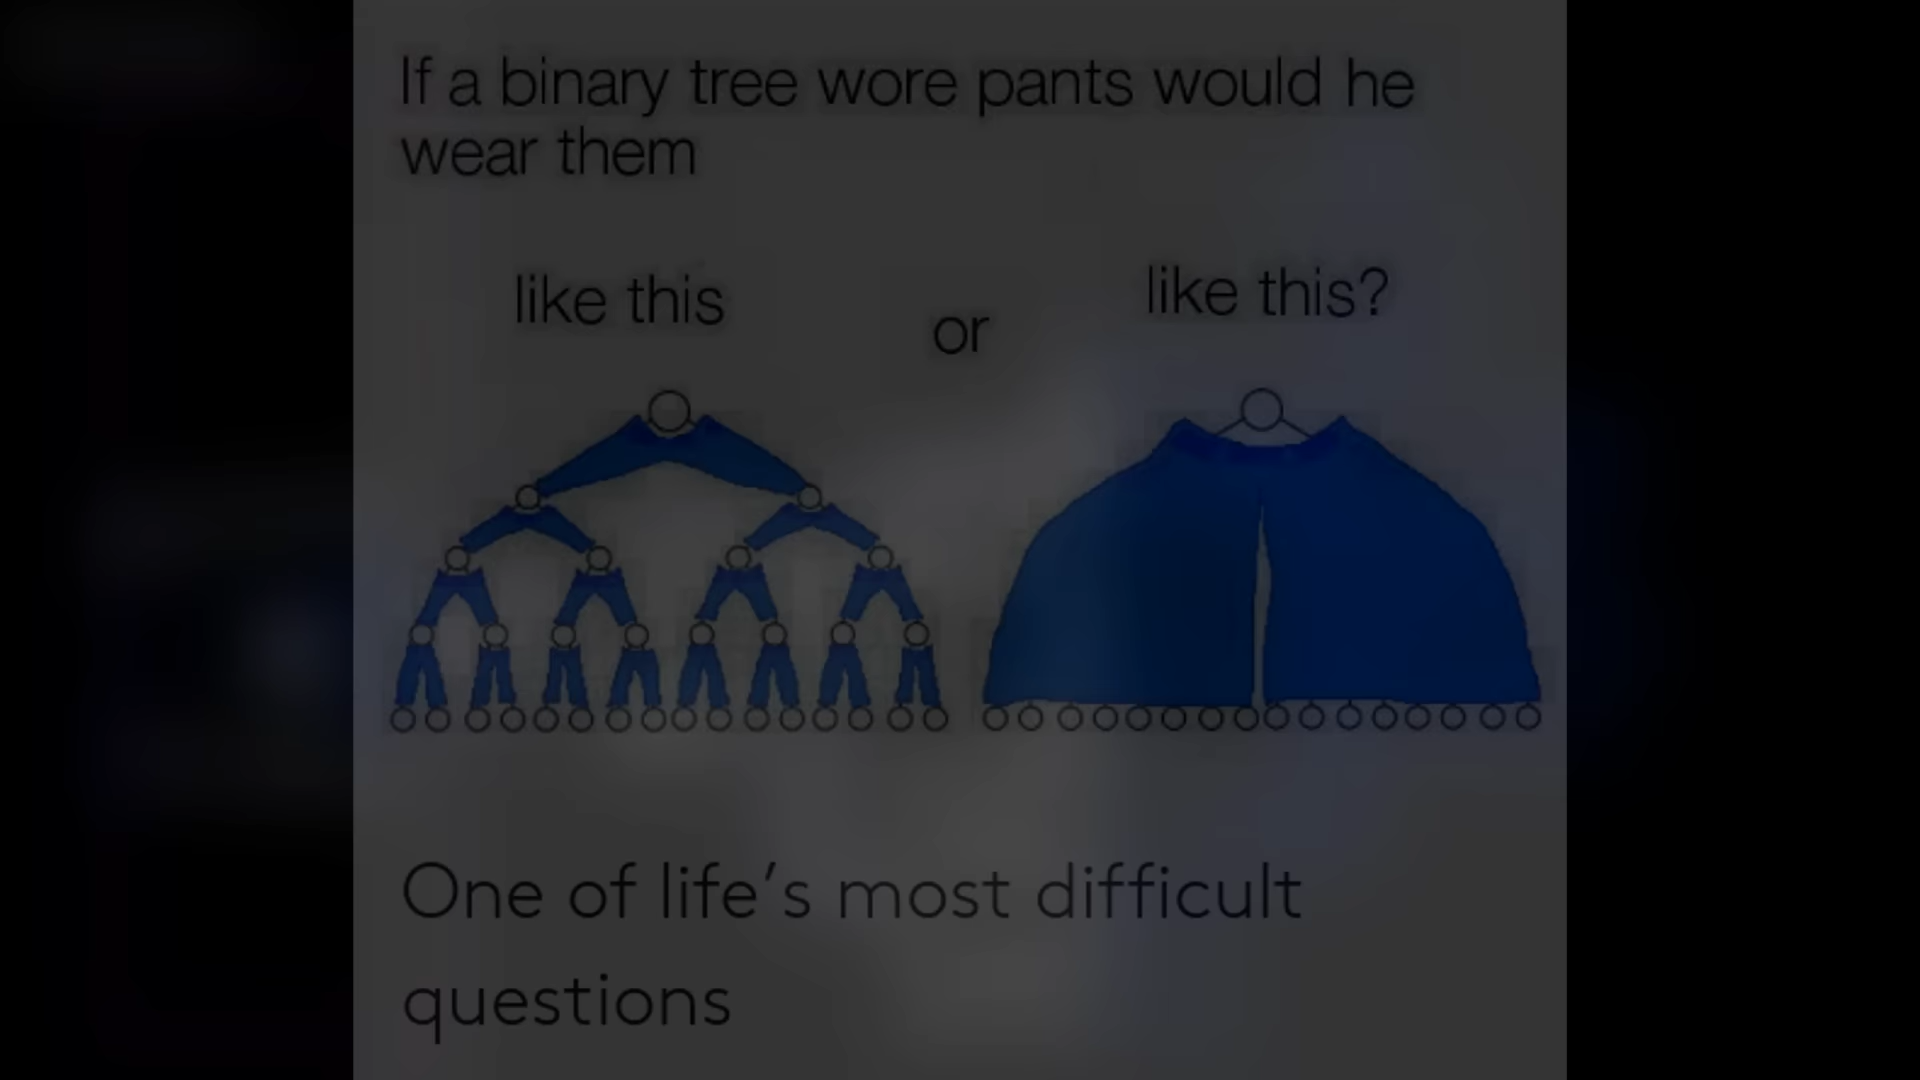 If a binary tree wore pants would he
wear them
like this
or
like this?
One of life's most difficult
questions